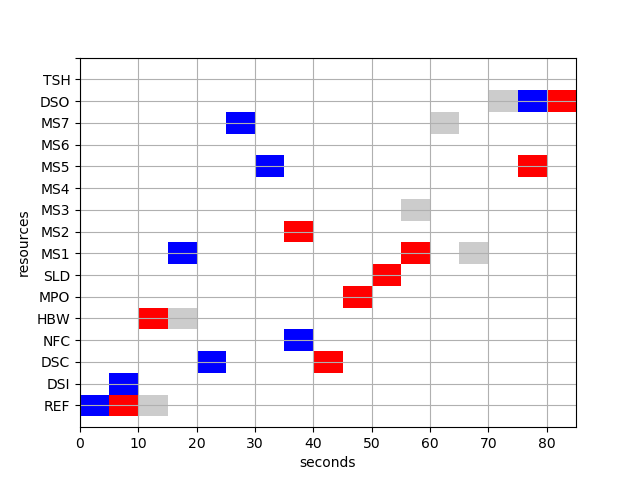 TSH
DSO
MS7
MS6
MS5
MS4
MS3
MS2
MS1
SLD
MPO
HBW
NFC
DSC
DSI
REF
resources
0 10 20 30 40 50 60 70 80
seconds